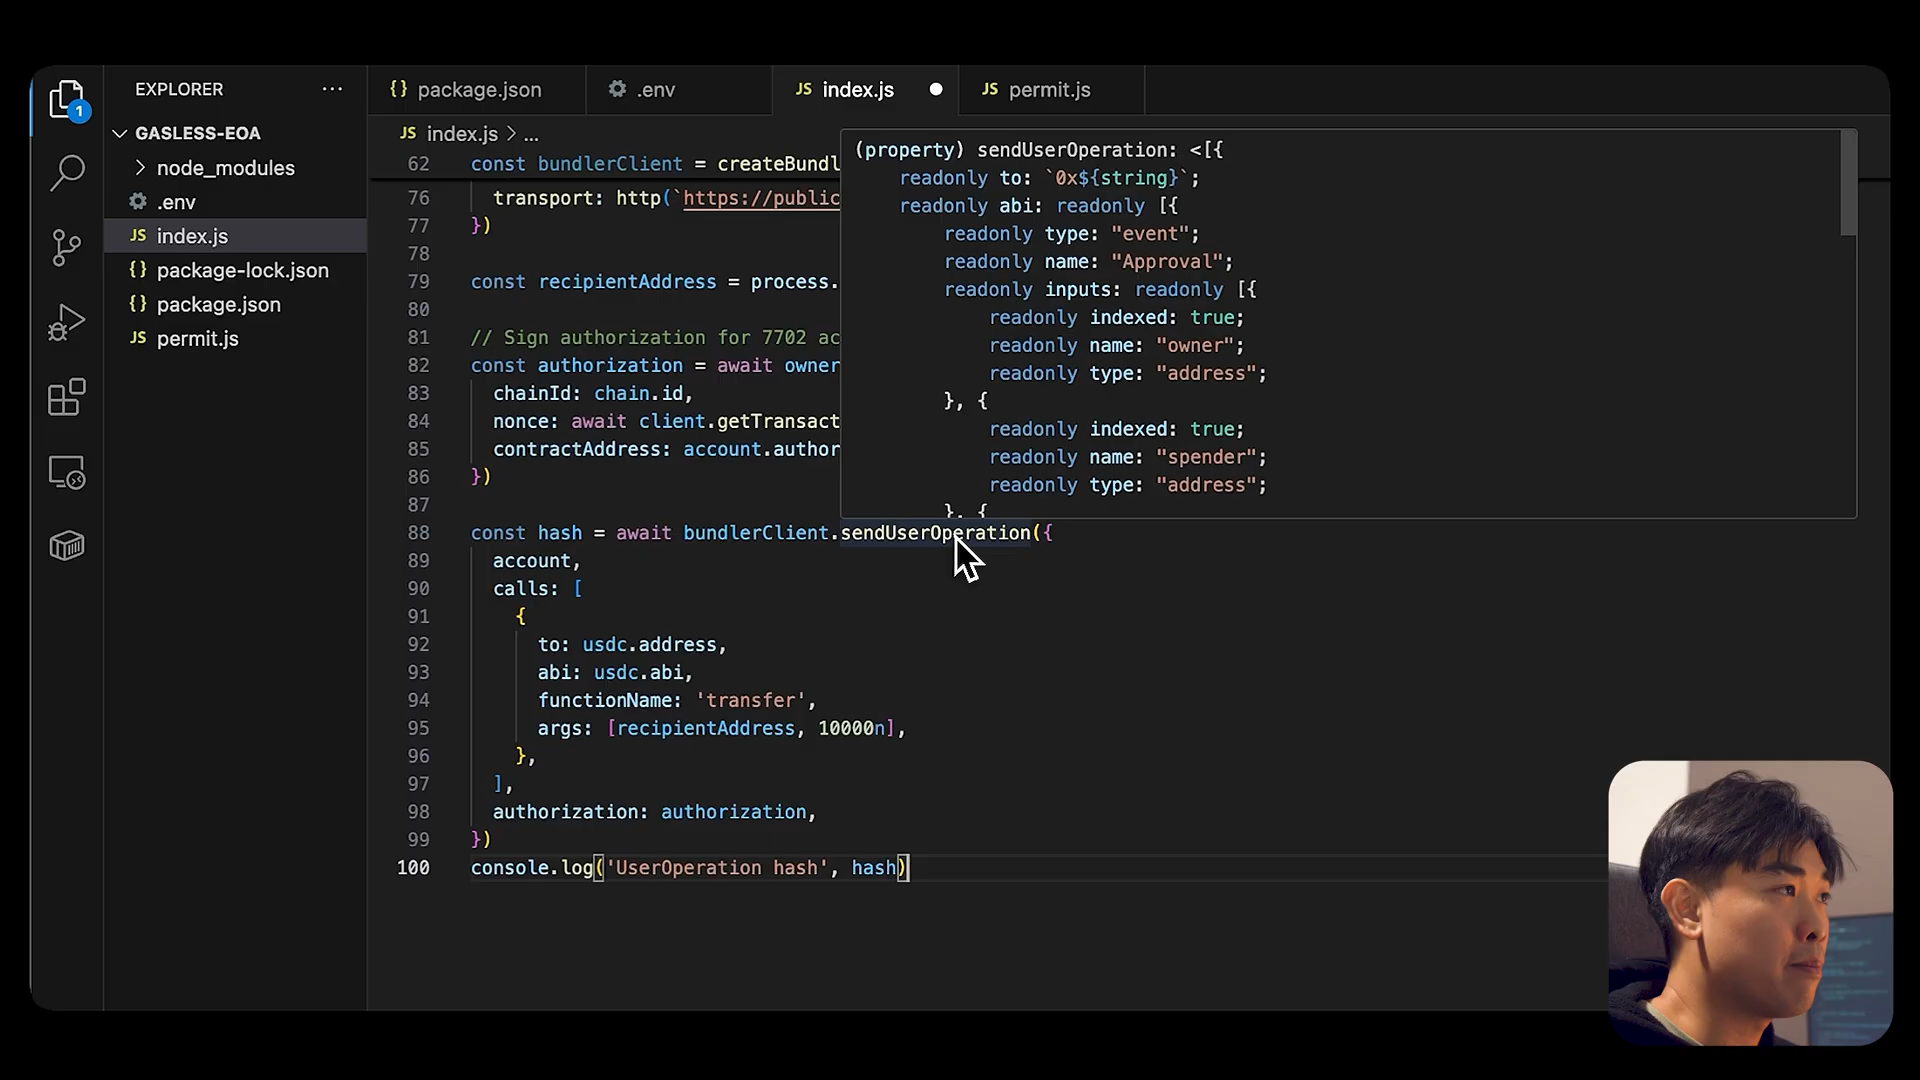 EXPLORER
GASLESS-EOA
node_modules
.env
index.js
package-lock.json
package.json
permit.js
1
package.json
.env
index.js
permit.js
index.js > ...
62 const bundlerClient = createBundl
76 transport: http(`https://public
77 })
78
79 const recipientAddress = process.
80
81 // Sign authorization for 7702 ac
82 const authorization = await owner
83 chainId: chain.id,
84 nonce: await client.getTransact
85 contractAddress: account.author
86 })
87
88 const hash = await bundlerClient.sendUserOperation({
89 account,
90 calls: [
91 {
92 to: usdc.address,
93 abi: usdc.abi,
94 functionName: 'transfer',
95 args: [recipientAddress, 10000n],
96 },
97 ],
98 authorization: authorization,
99 })
100 console.log('UserOperation hash', hash)
(property) sendUserOperation: <[{
readonly to: `0x${string}`;
readonly abi: readonly [{
readonly type: "event";
readonly name: "Approval";
readonly inputs: readonly [{
readonly indexed: true;
readonly name: "owner";
readonly type: "address";
}, {
readonly indexed: true;
readonly name: "spender";
readonly type: "address";
}, {